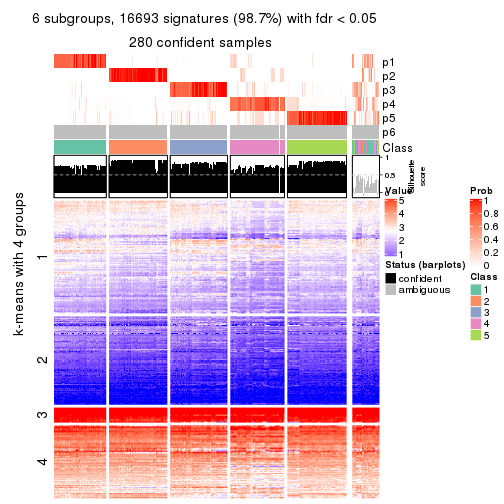 6 subgroups, 16693 signatures (98.7%) with fdr < 0.05
280 confident samples
p1
p2
p3
p4
p5
p6
Class
1
0.5
0
Silhouette score
k-means with 4 groups
1
2
3
4
Value
5
4
3
2
1
Status (barplots)
confident
ambiguous
Prob
1
0.8
0.6
0.4
0.2
0
Class
1
2
3
4
5